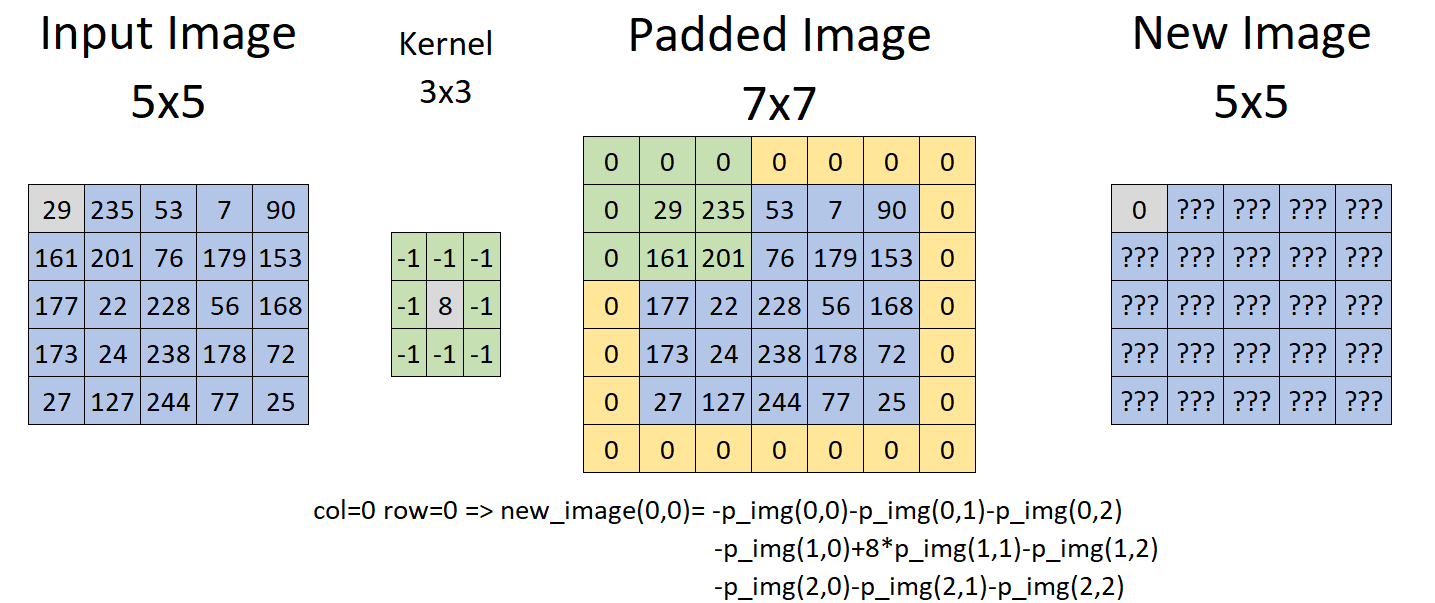 Input Image
5x5
Kernel
3x3
Padded Image
7x7
New Image
5x5
29 235 53 7 90
161 201 76 179 153
177 22 228 56 168
173 24 238 178 72
27 127 244 77 25
-1 -1 -1
-1 8 -1
-1 -1 -1
0 0 0 0 0 0 0
0 29 235 53 7 90 0
0 161 201 76 179 153 0
0 177 22 228 56 168 0
0 173 24 238 178 72 0
0 27 127 244 77 25 0
0 0 0 0 0 0 0
0 ??? ??? ??? ???
??? ??? ??? ??? ???
??? ??? ??? ??? ???
??? ??? ??? ??? ???
??? ??? ??? ??? ???
col=0 row=0 => new_image(0,0)= -p_img(0,0)-p_img(0,1)-p_img(0,2)
-p_img(1,0)+8*p_img(1,1)-p_img(1,2)
-p_img(2,0)-p_img(2,1)-p_img(2,2)